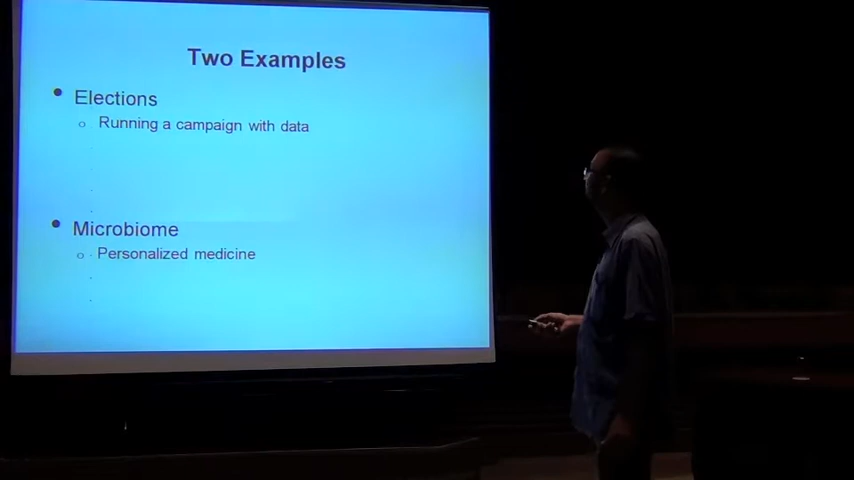 Two Examples
• Elections
o Running a campaign with data
• Microbiome
o Personalized medicine